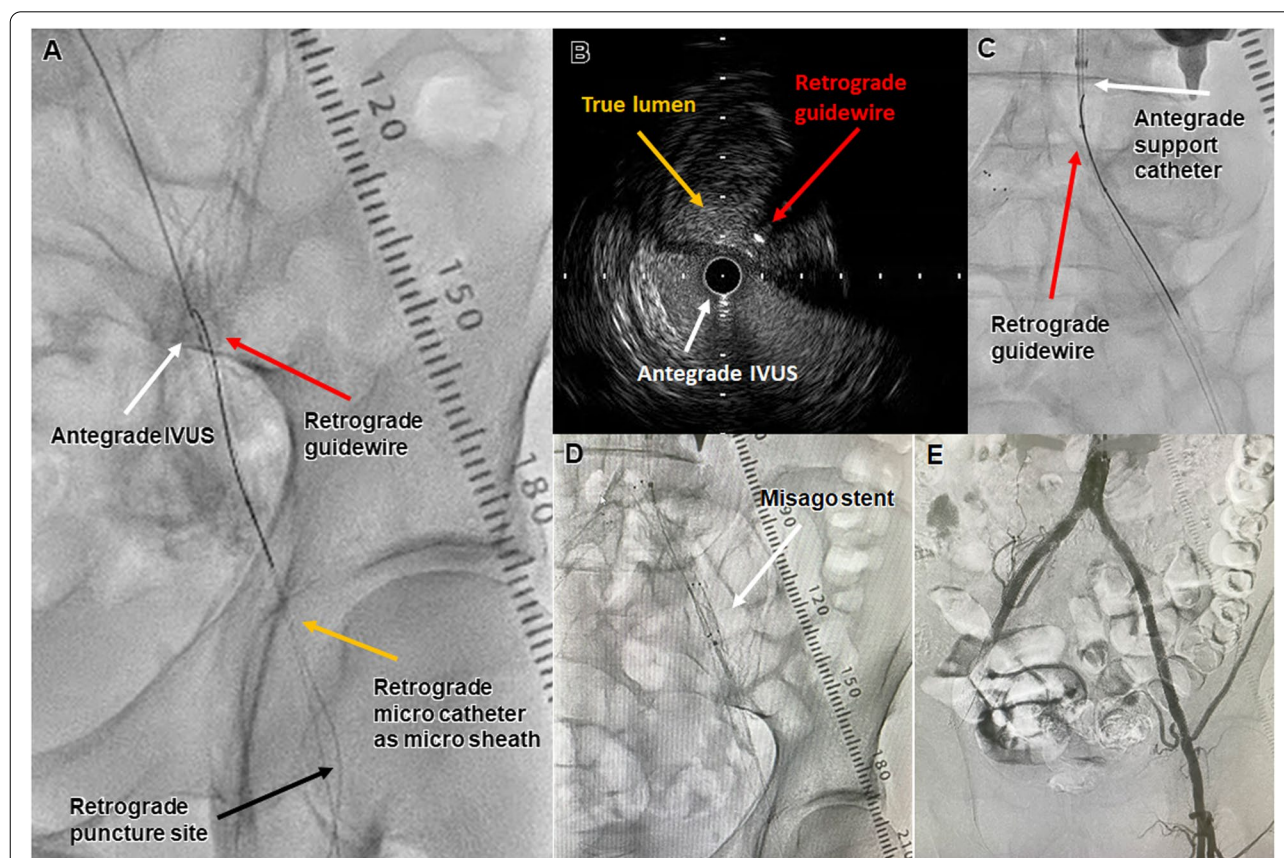 A
120
150
180
Antegrade IVUS
Retrograde
guidewire
Retrograde
micro catheter
as micro sheath
Retrograde
puncture site
B
True lumen
Retrograde
guidewire
Antegrade IVUS
C
Antegrade
support
catheter
Retrograde
guidewire
D
Misago stent
90
120
150
180
210
E